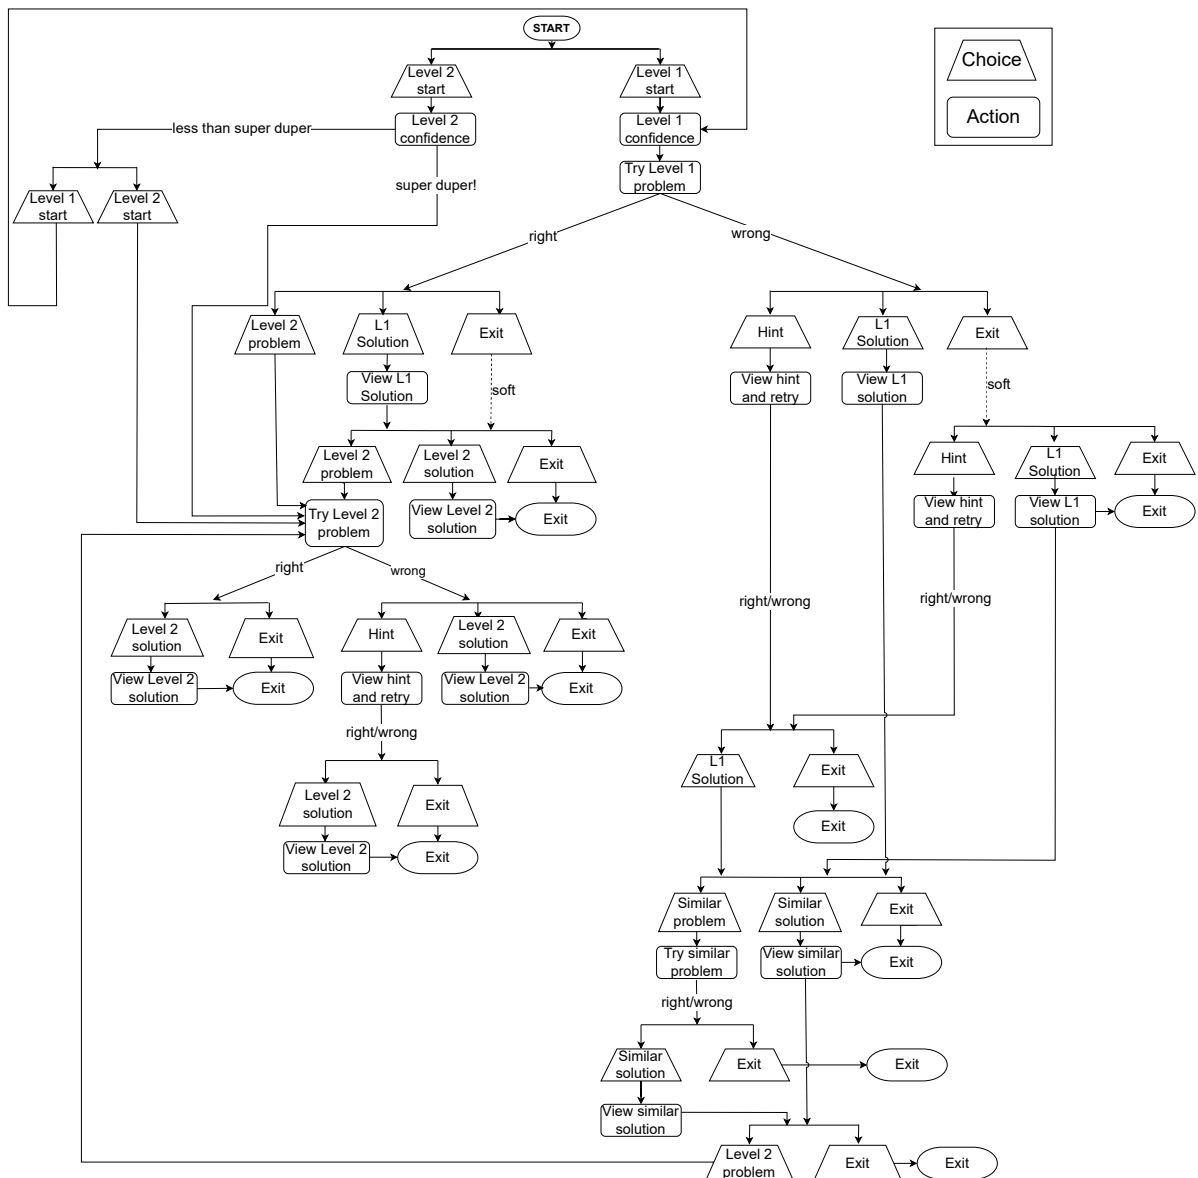 START
Choice
Action
Level 2
start
Level 1
start
Level 2
confidence
Level 1
confidence
less than super duper
super duper!
Try Level 1
problem
Level 1
start
Level 2
start
right
wrong
Level 2
problem
L1
Solution
Exit
Hint
L1
Solution
Exit
View L1
Solution
soft
View hint
and retry
View L1
solution
soft
Level 2
problem
Level 2
solution
Exit
Hint
L1
Solution
Exit
Try Level 2
problem
View Level 2
solution
Exit
View hint
and retry
View L1
solution
Exit
right
wrong
right/wrong
right/wrong
Level 2
solution
Exit
Hint
Level 2
solution
Exit
View Level 2
solution
Exit
View hint
and retry
View Level 2
solution
Exit
right/wrong
L1
Solution
Exit
Level 2
solution
Exit
Exit
View Level 2
solution
Exit
Similar
problem
Similar
solution
Exit
Try similar
problem
View similar
solution
Exit
right/wrong
Similar
solution
Exit
Exit
View similar
solution
Level 2
problem
Exit
Exit